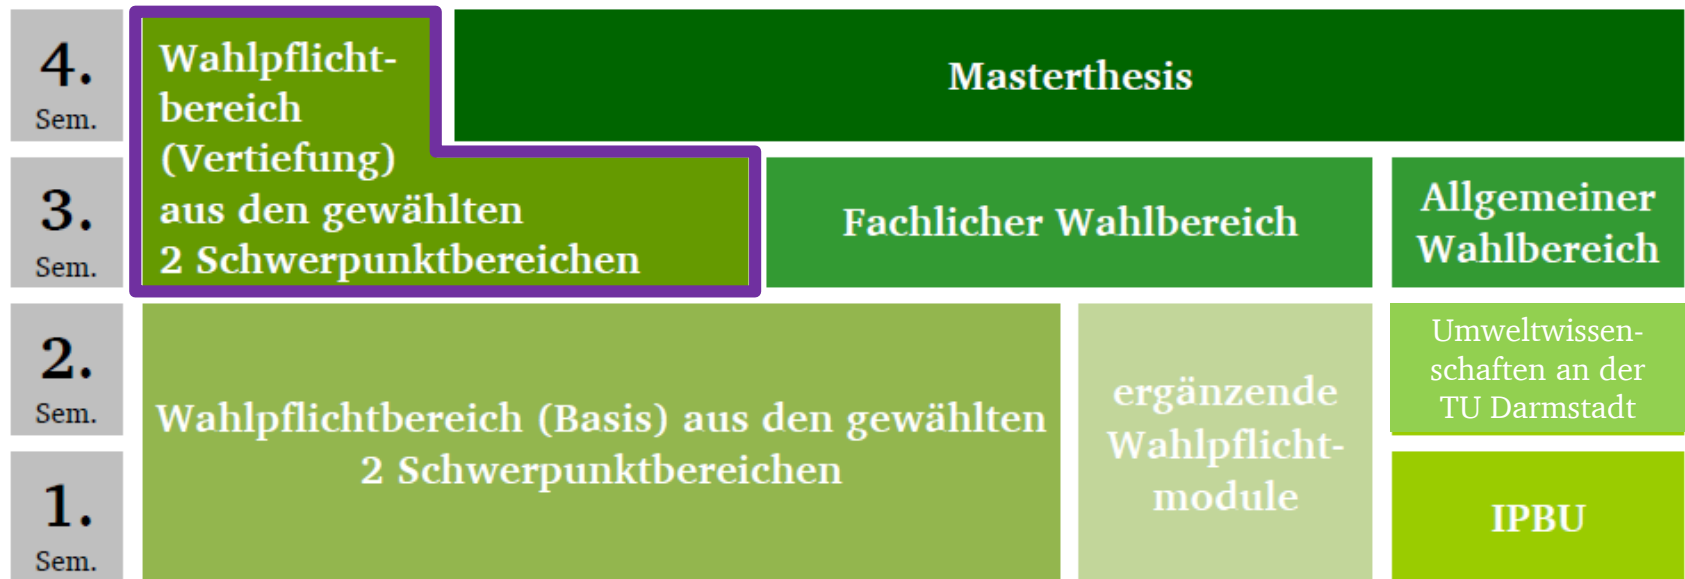 4.
Sem.
Wahlpflicht-
bereich
(Vertiefung)
aus den gewählten
2 Schwerpunktbereichen
Masterthesis
3.
Sem.
Fachlicher Wahlbereich
Allgemeiner
Wahlbereich
2.
Sem.
Wahlpflichtbereich (Basis) aus den gewählten
2 Schwerpunktbereichen
ergänzende
Wahlpflicht-
module
Umweltwissen-
schaften an der
TU Darmstadt
1.
Sem.
IPBU